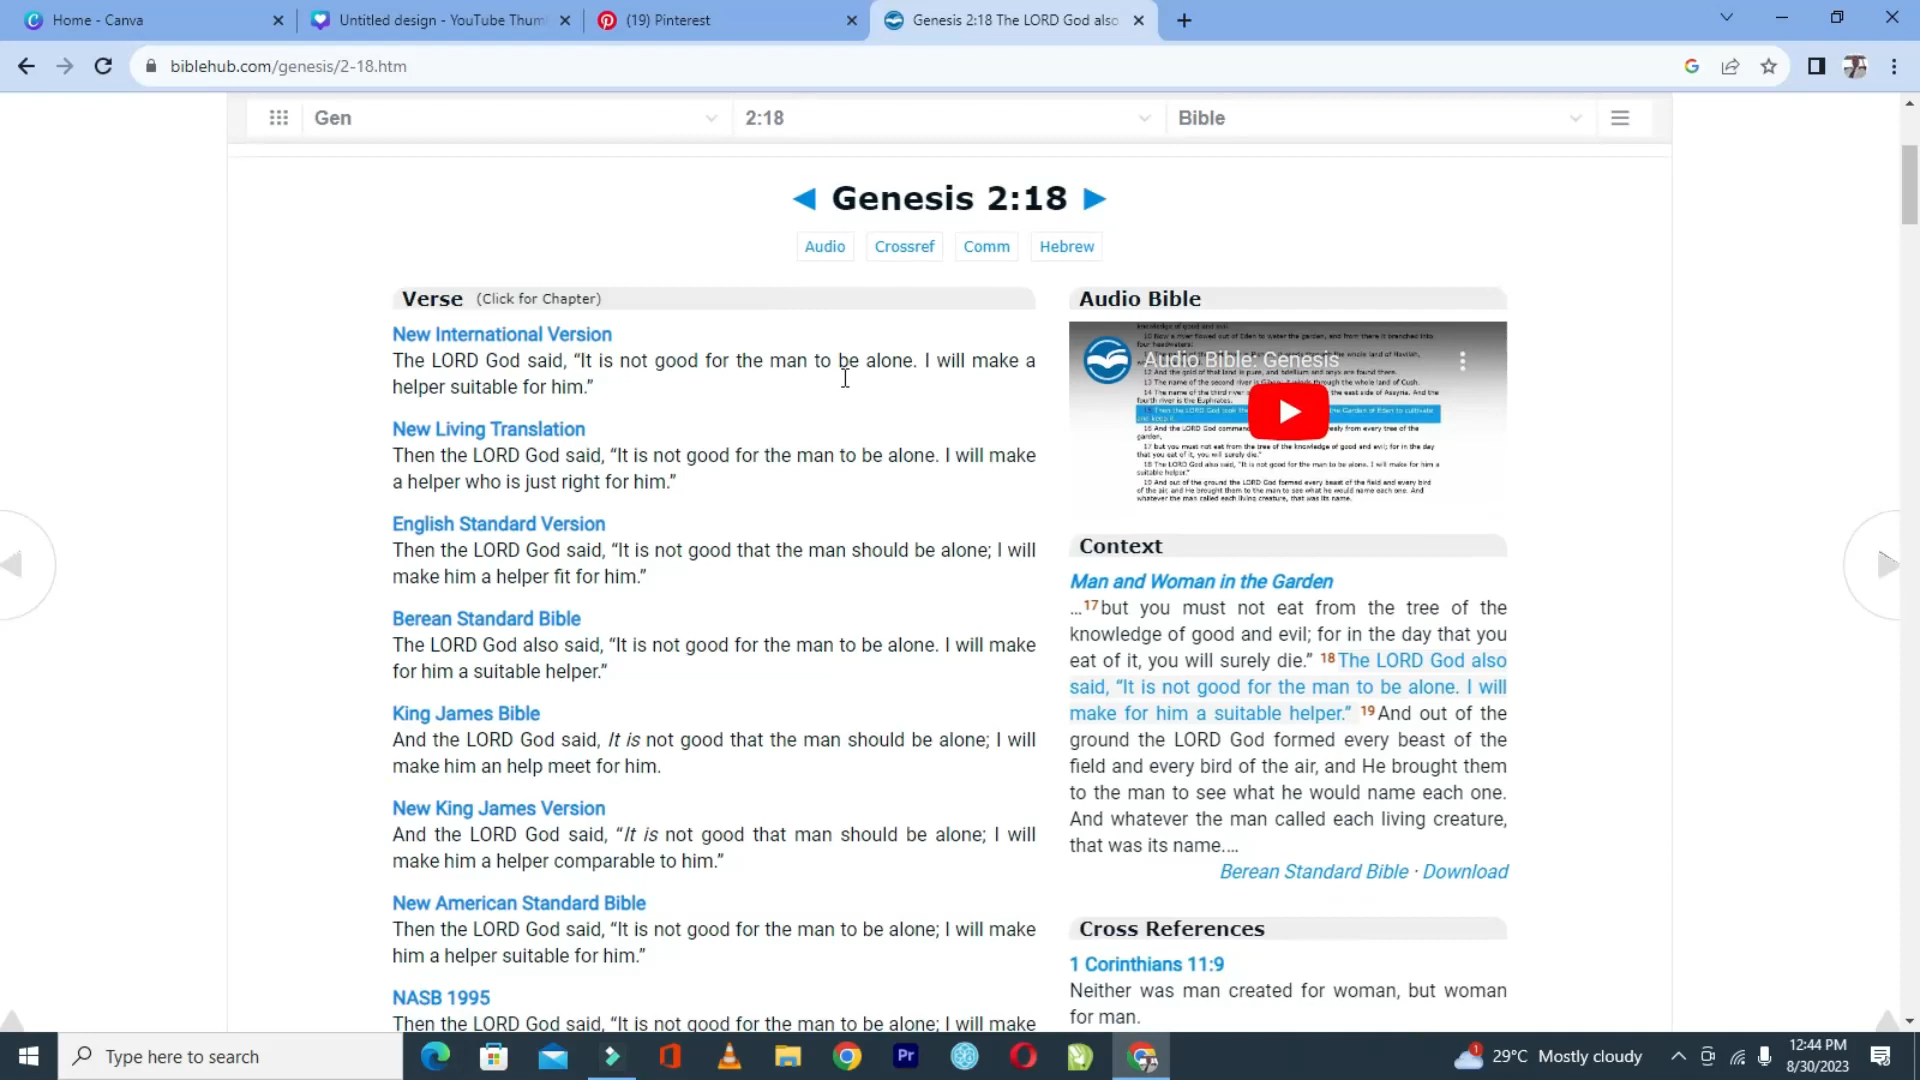 Home - Canva
Untitled design - YouTube Thum
(19) Pinterest
Genesis 2:18 The LORD God also
biblehub.com/genesis/2-18.htm
Gen
2:18
Bible
Genesis 2:18
Audio
Crossref
Comm
Hebrew
Verse (Click for Chapter)
New International Version
The LORD God said, “It is not good for the man to be alone. I will make a
helper suitable for him.”
New Living Translation
Then the LORD God said, “It is not good for the man to be alone. I will make
a helper who is just right for him.”
English Standard Version
Then the LORD God said, “It is not good that the man should be alone; I will
make him a helper fit for him.”
Berean Standard Bible
The LORD God also said, “It is not good for the man to be alone. I will make
for him a suitable helper.”
King James Bible
And the LORD God said, It is not good that the man should be alone; I will
make him an help meet for him.
New King James Version
And the LORD God said, “It is not good that man should be alone; I will
make him a helper comparable to him.”
New American Standard Bible
Then the LORD God said, “It is not good for the man to be alone; I will make
him a helper suitable for him.”
NASB 1995
Then the LORD God said, “It is not good for the man to be alone; I will make
Audio Bible
Audio Bible: Genesis
Context
Man and Woman in the Garden
…17but you must not eat from the tree of the
knowledge of good and evil; for in the day that you
eat of it, you will surely die.” 18The LORD God also
said, “It is not good for the man to be alone. I will
make for him a suitable helper.” 19And out of the
ground the LORD God formed every beast of the
field and every bird of the air, and He brought them
to the man to see what he would name each one.
And whatever the man called each living creature,
that was its name.…
Berean Standard Bible · Download
Cross References
1 Corinthians 11:9
Neither was man created for woman, but woman
for man.
Type here to search
Pr
1
29°C Mostly cloudy
12:44 PM
8/30/2023